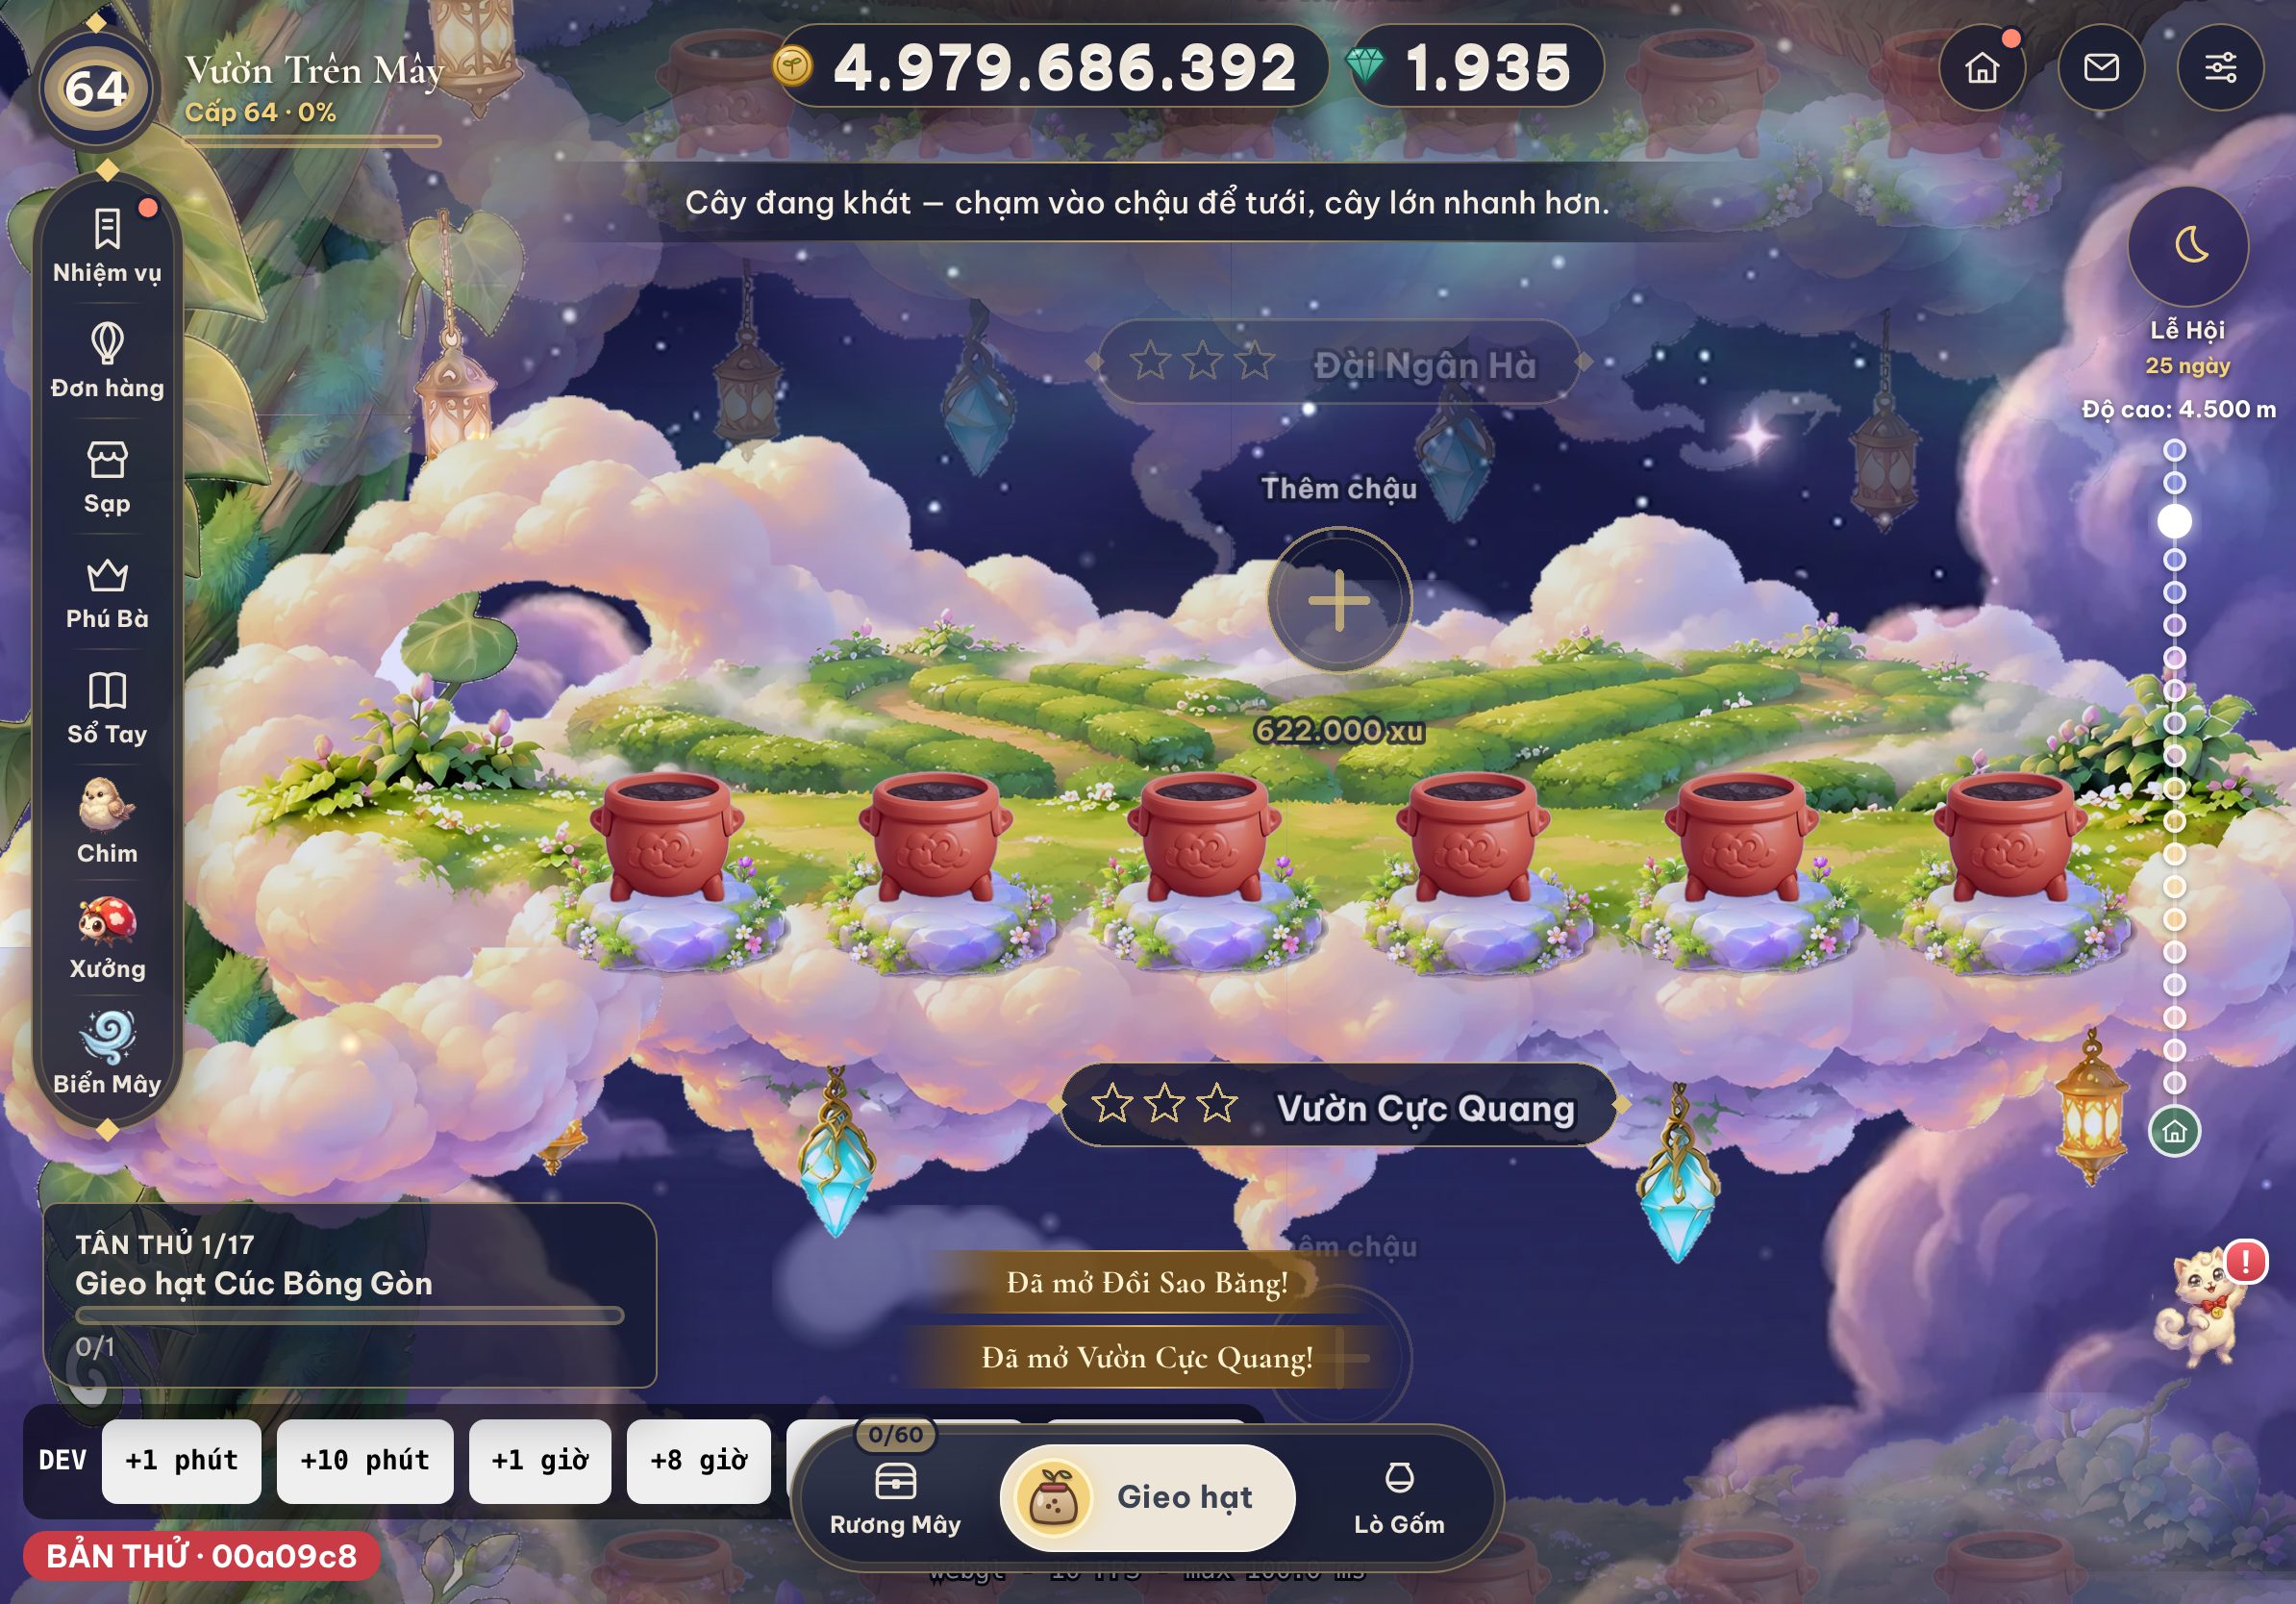 64
Vườn Trên Mây
Cấp 64 · 0%
4.979.686.392
1.935
Cây đang khát — chạm vào chậu để tưới, cây lớn nhanh hơn.
Nhiệm vụ
Đơn hàng
Sạp
Phú Bà
Sổ Tay
Chim
Xưởng
Biển Mây
Lễ Hội
25 ngày
Độ cao: 4.500 m
Đài Ngân Hà
Thêm chậu
622.000 xu
Vườn Cực Quang
TÂN THỦ 1/17
Gieo hạt Cúc Bông Gòn
0/1
êm chậu
Đã mở Đồi Sao Băng!
Đã mở Vườn Cực Quang!
!
DEV
+1 phút
+10 phút
+1 giờ
+8 giờ
0/60
Rương Mây
Gieo hạt
Lò Gốm
BẢN THỬ · 00a09c8